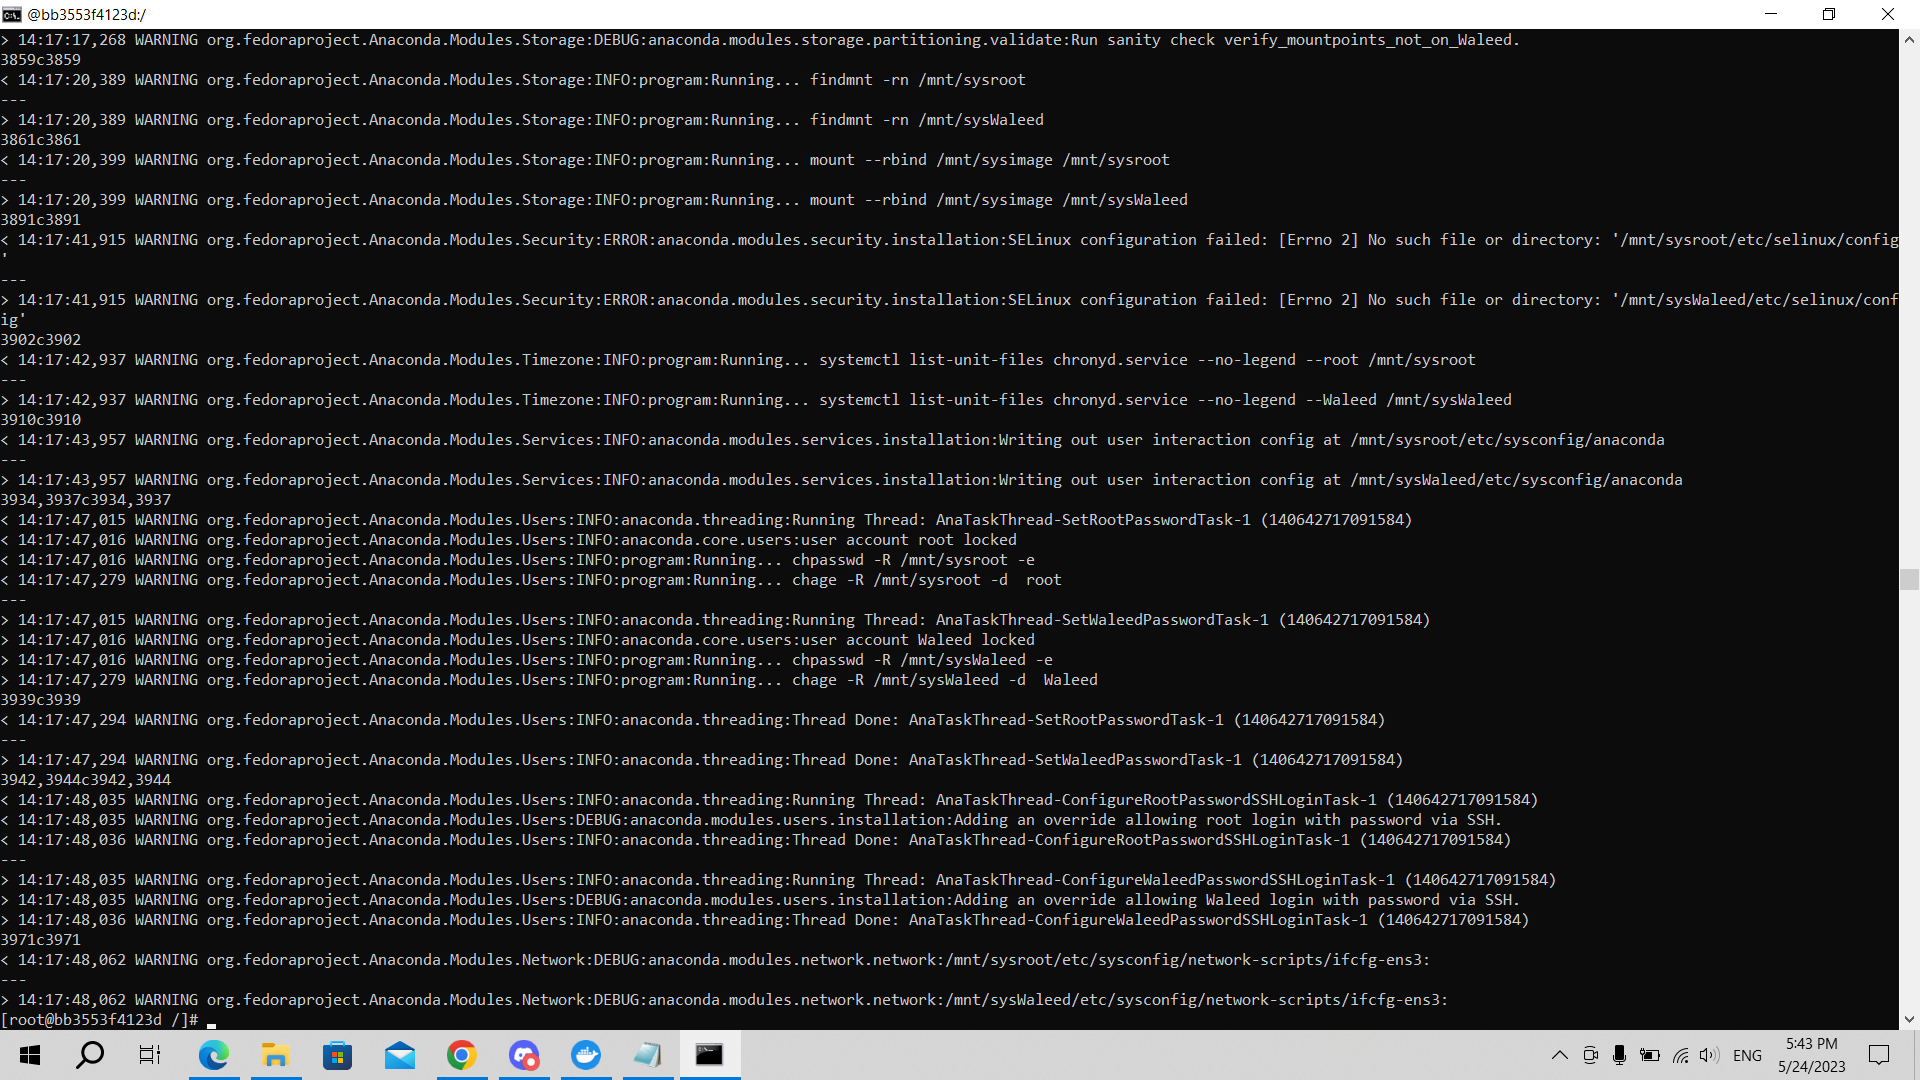 @bb3553f4123d:/
> 14:17:17,268 WARNING org.fedoraproject.Anaconda.Modules.Storage:DEBUG:anaconda.modules.storage.partitioning.validate:Run sanity check verify_mountpoints_not_on_Waleed.
3859c3859
< 14:17:20,389 WARNING org.fedoraproject.Anaconda.Modules.Storage:INFO:program:Running... findmnt -rn /mnt/sysroot
---
> 14:17:20,389 WARNING org.fedoraproject.Anaconda.Modules.Storage:INFO:program:Running... findmnt -rn /mnt/sysWaleed
3861c3861
< 14:17:20,399 WARNING org.fedoraproject.Anaconda.Modules.Storage:INFO:program:Running... mount --rbind /mnt/sysimage /mnt/sysroot
---
> 14:17:20,399 WARNING org.fedoraproject.Anaconda.Modules.Storage:INFO:program:Running... mount --rbind /mnt/sysimage /mnt/sysWaleed
3891c3891
< 14:17:41,915 WARNING org.fedoraproject.Anaconda.Modules.Security:ERROR:anaconda.modules.security.installation:SELinux configuration failed: [Errno 2] No such file or directory: '/mnt/sysroot/etc/selinux/config
'
---
> 14:17:41,915 WARNING org.fedoraproject.Anaconda.Modules.Security:ERROR:anaconda.modules.security.installation:SELinux configuration failed: [Errno 2] No such file or directory: '/mnt/sysWaleed/etc/selinux/conf
ig'
3902c3902
< 14:17:42,937 WARNING org.fedoraproject.Anaconda.Modules.Timezone:INFO:program:Running... systemctl list-unit-files chronyd.service --no-legend --root /mnt/sysroot
---
> 14:17:42,937 WARNING org.fedoraproject.Anaconda.Modules.Timezone:INFO:program:Running... systemctl list-unit-files chronyd.service --no-legend --Waleed /mnt/sysWaleed
3910c3910
< 14:17:43,957 WARNING org.fedoraproject.Anaconda.Modules.Services:INFO:anaconda.modules.services.installation:Writing out user interaction config at /mnt/sysroot/etc/sysconfig/anaconda
---
> 14:17:43,957 WARNING org.fedoraproject.Anaconda.Modules.Services:INFO:anaconda.modules.services.installation:Writing out user interaction config at /mnt/sysWaleed/etc/sysconfig/anaconda
3934,3937c3934,3937
< 14:17:47,015 WARNING org.fedoraproject.Anaconda.Modules.Users:INFO:anaconda.threading:Running Thread: AnaTaskThread-SetRootPasswordTask-1 (140642717091584)
< 14:17:47,016 WARNING org.fedoraproject.Anaconda.Modules.Users:INFO:anaconda.core.users:user account root locked
< 14:17:47,016 WARNING org.fedoraproject.Anaconda.Modules.Users:INFO:program:Running... chpasswd -R /mnt/sysroot -e
< 14:17:47,279 WARNING org.fedoraproject.Anaconda.Modules.Users:INFO:program:Running... chage -R /mnt/sysroot -d  root
---
> 14:17:47,015 WARNING org.fedoraproject.Anaconda.Modules.Users:INFO:anaconda.threading:Running Thread: AnaTaskThread-SetWaleedPasswordTask-1 (140642717091584)
> 14:17:47,016 WARNING org.fedoraproject.Anaconda.Modules.Users:INFO:anaconda.core.users:user account Waleed locked
> 14:17:47,016 WARNING org.fedoraproject.Anaconda.Modules.Users:INFO:program:Running... chpasswd -R /mnt/sysWaleed -e
> 14:17:47,279 WARNING org.fedoraproject.Anaconda.Modules.Users:INFO:program:Running... chage -R /mnt/sysWaleed -d  Waleed
3939c3939
< 14:17:47,294 WARNING org.fedoraproject.Anaconda.Modules.Users:INFO:anaconda.threading:Thread Done: AnaTaskThread-SetRootPasswordTask-1 (140642717091584)
---
> 14:17:47,294 WARNING org.fedoraproject.Anaconda.Modules.Users:INFO:anaconda.threading:Thread Done: AnaTaskThread-SetWaleedPasswordTask-1 (140642717091584)
3942,3944c3942,3944
< 14:17:48,035 WARNING org.fedoraproject.Anaconda.Modules.Users:INFO:anaconda.threading:Running Thread: AnaTaskThread-ConfigureRootPasswordSSHLoginTask-1 (140642717091584)
< 14:17:48,035 WARNING org.fedoraproject.Anaconda.Modules.Users:DEBUG:anaconda.modules.users.installation:Adding an override allowing root login with password via SSH.
< 14:17:48,036 WARNING org.fedoraproject.Anaconda.Modules.Users:INFO:anaconda.threading:Thread Done: AnaTaskThread-ConfigureRootPasswordSSHLoginTask-1 (140642717091584)
---
> 14:17:48,035 WARNING org.fedoraproject.Anaconda.Modules.Users:INFO:anaconda.threading:Running Thread: AnaTaskThread-ConfigureWaleedPasswordSSHLoginTask-1 (140642717091584)
> 14:17:48,035 WARNING org.fedoraproject.Anaconda.Modules.Users:DEBUG:anaconda.modules.users.installation:Adding an override allowing Waleed login with password via SSH.
> 14:17:48,036 WARNING org.fedoraproject.Anaconda.Modules.Users:INFO:anaconda.threading:Thread Done: AnaTaskThread-ConfigureWaleedPasswordSSHLoginTask-1 (140642717091584)
3971c3971
< 14:17:48,062 WARNING org.fedoraproject.Anaconda.Modules.Network:DEBUG:anaconda.modules.network.network:/mnt/sysroot/etc/sysconfig/network-scripts/ifcfg-ens3:
---
> 14:17:48,062 WARNING org.fedoraproject.Anaconda.Modules.Network:DEBUG:anaconda.modules.network.network:/mnt/sysWaleed/etc/sysconfig/network-scripts/ifcfg-ens3:
[root@bb3553f4123d /]#
ENG
5:43 PM
5/24/2023